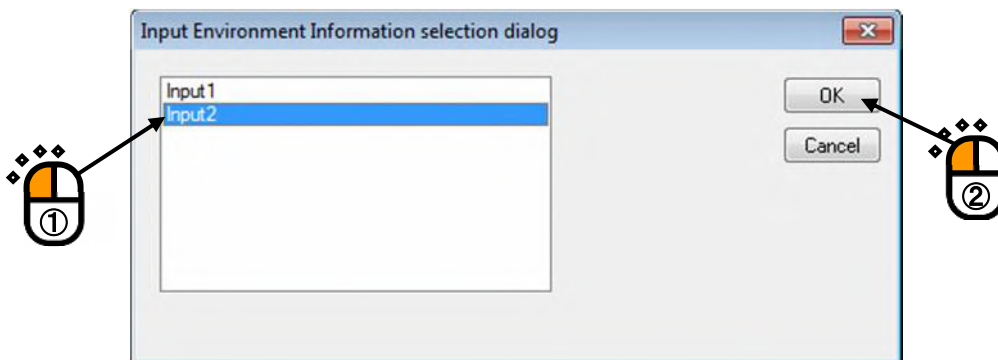 Input Environment Information selection dialog
Input1
Input2
OK
Cancel
①
②